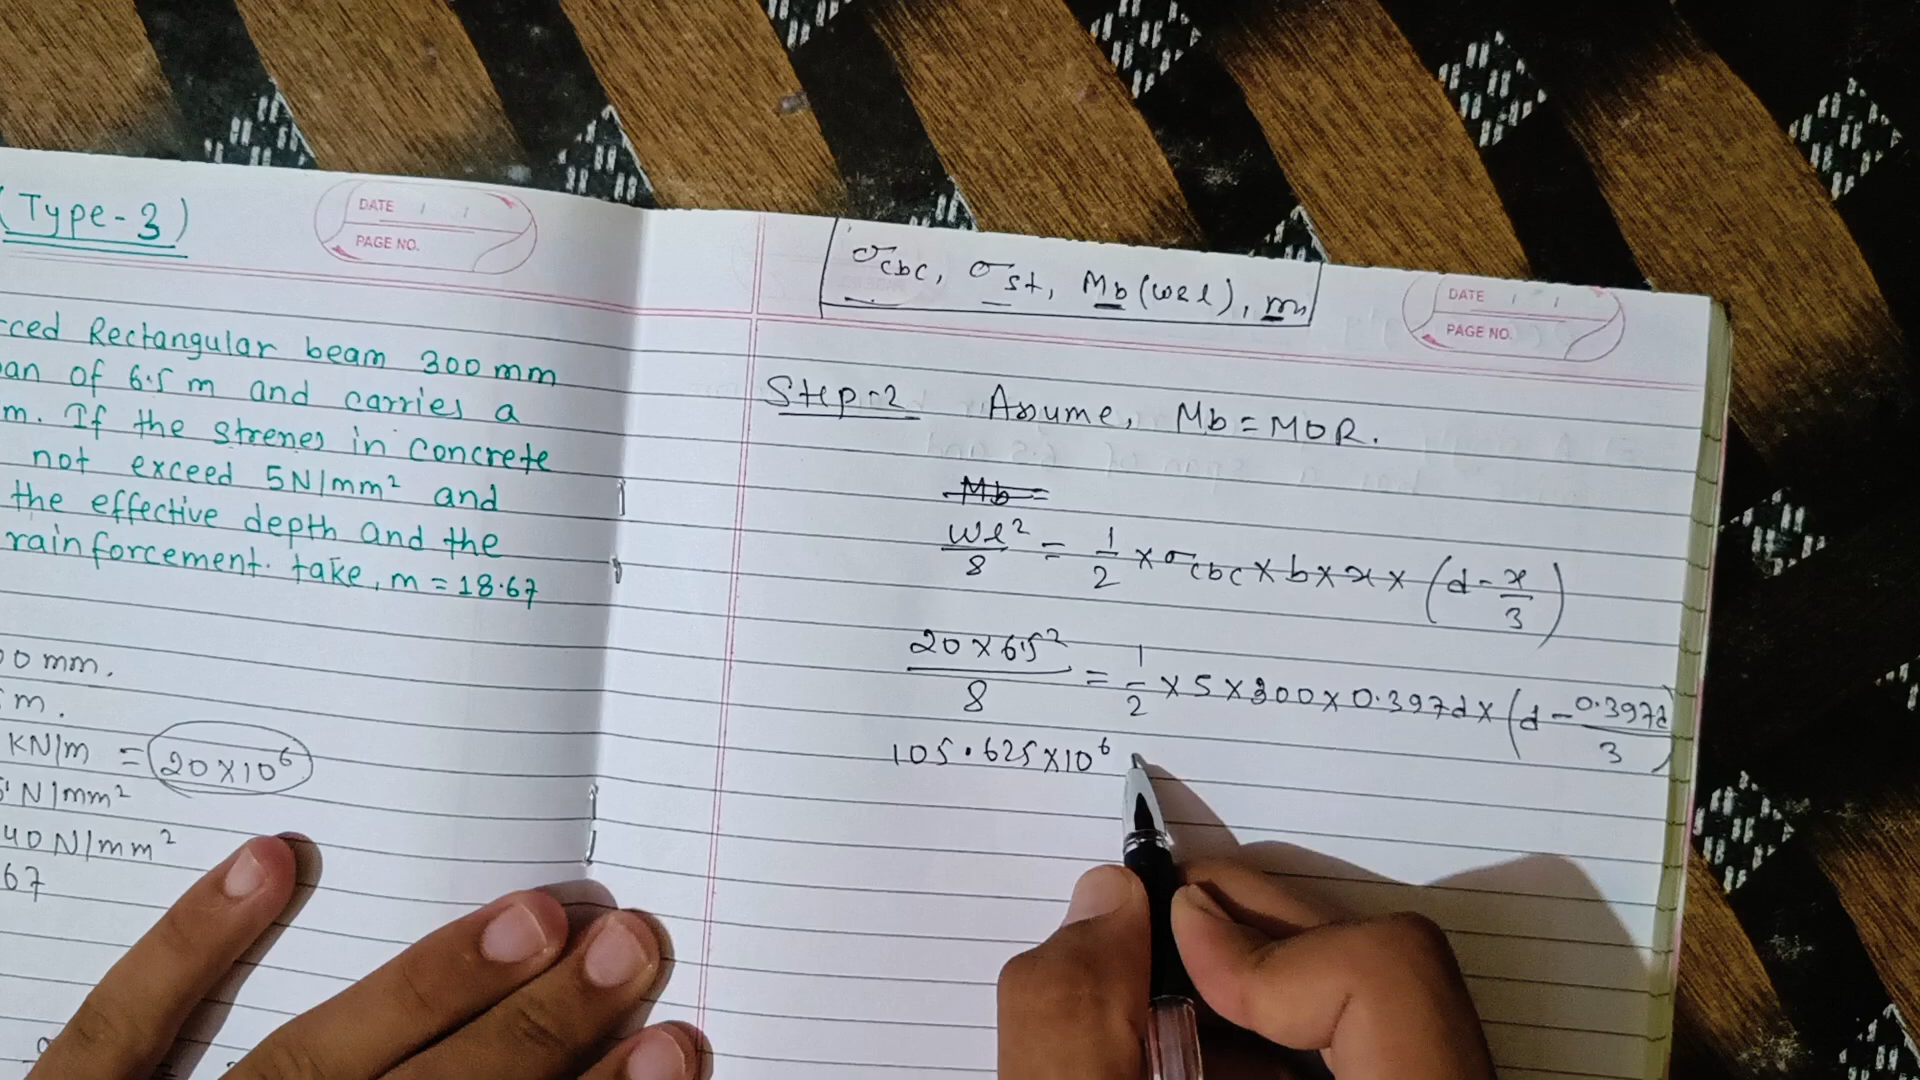 (Type-3)
DATE / /
PAGE NO.
ced Rectangular beam 300 mm
an of 6.5 m and carries a
m. If the stresses in concrete
not exceed 5N/mm² and
the effective depth and the
rainforcement. take, m = 18.67
0 mm.
m.
KN/m = 20×10⁶
N/mm²
40 N/mm²
67
σcbc, σst, Mb(w&l), m
DATE / /
PAGE NO.
Step-2 Assume, Mb = MOR.
Mb =
wl²/8 = 1/2 × σcbc × b × x × (d - x/3)
20 × 6.5²/8 = 1/2 × 5 × 300 × 0.397d × (d - 0.397d/3)
105.625×10⁶